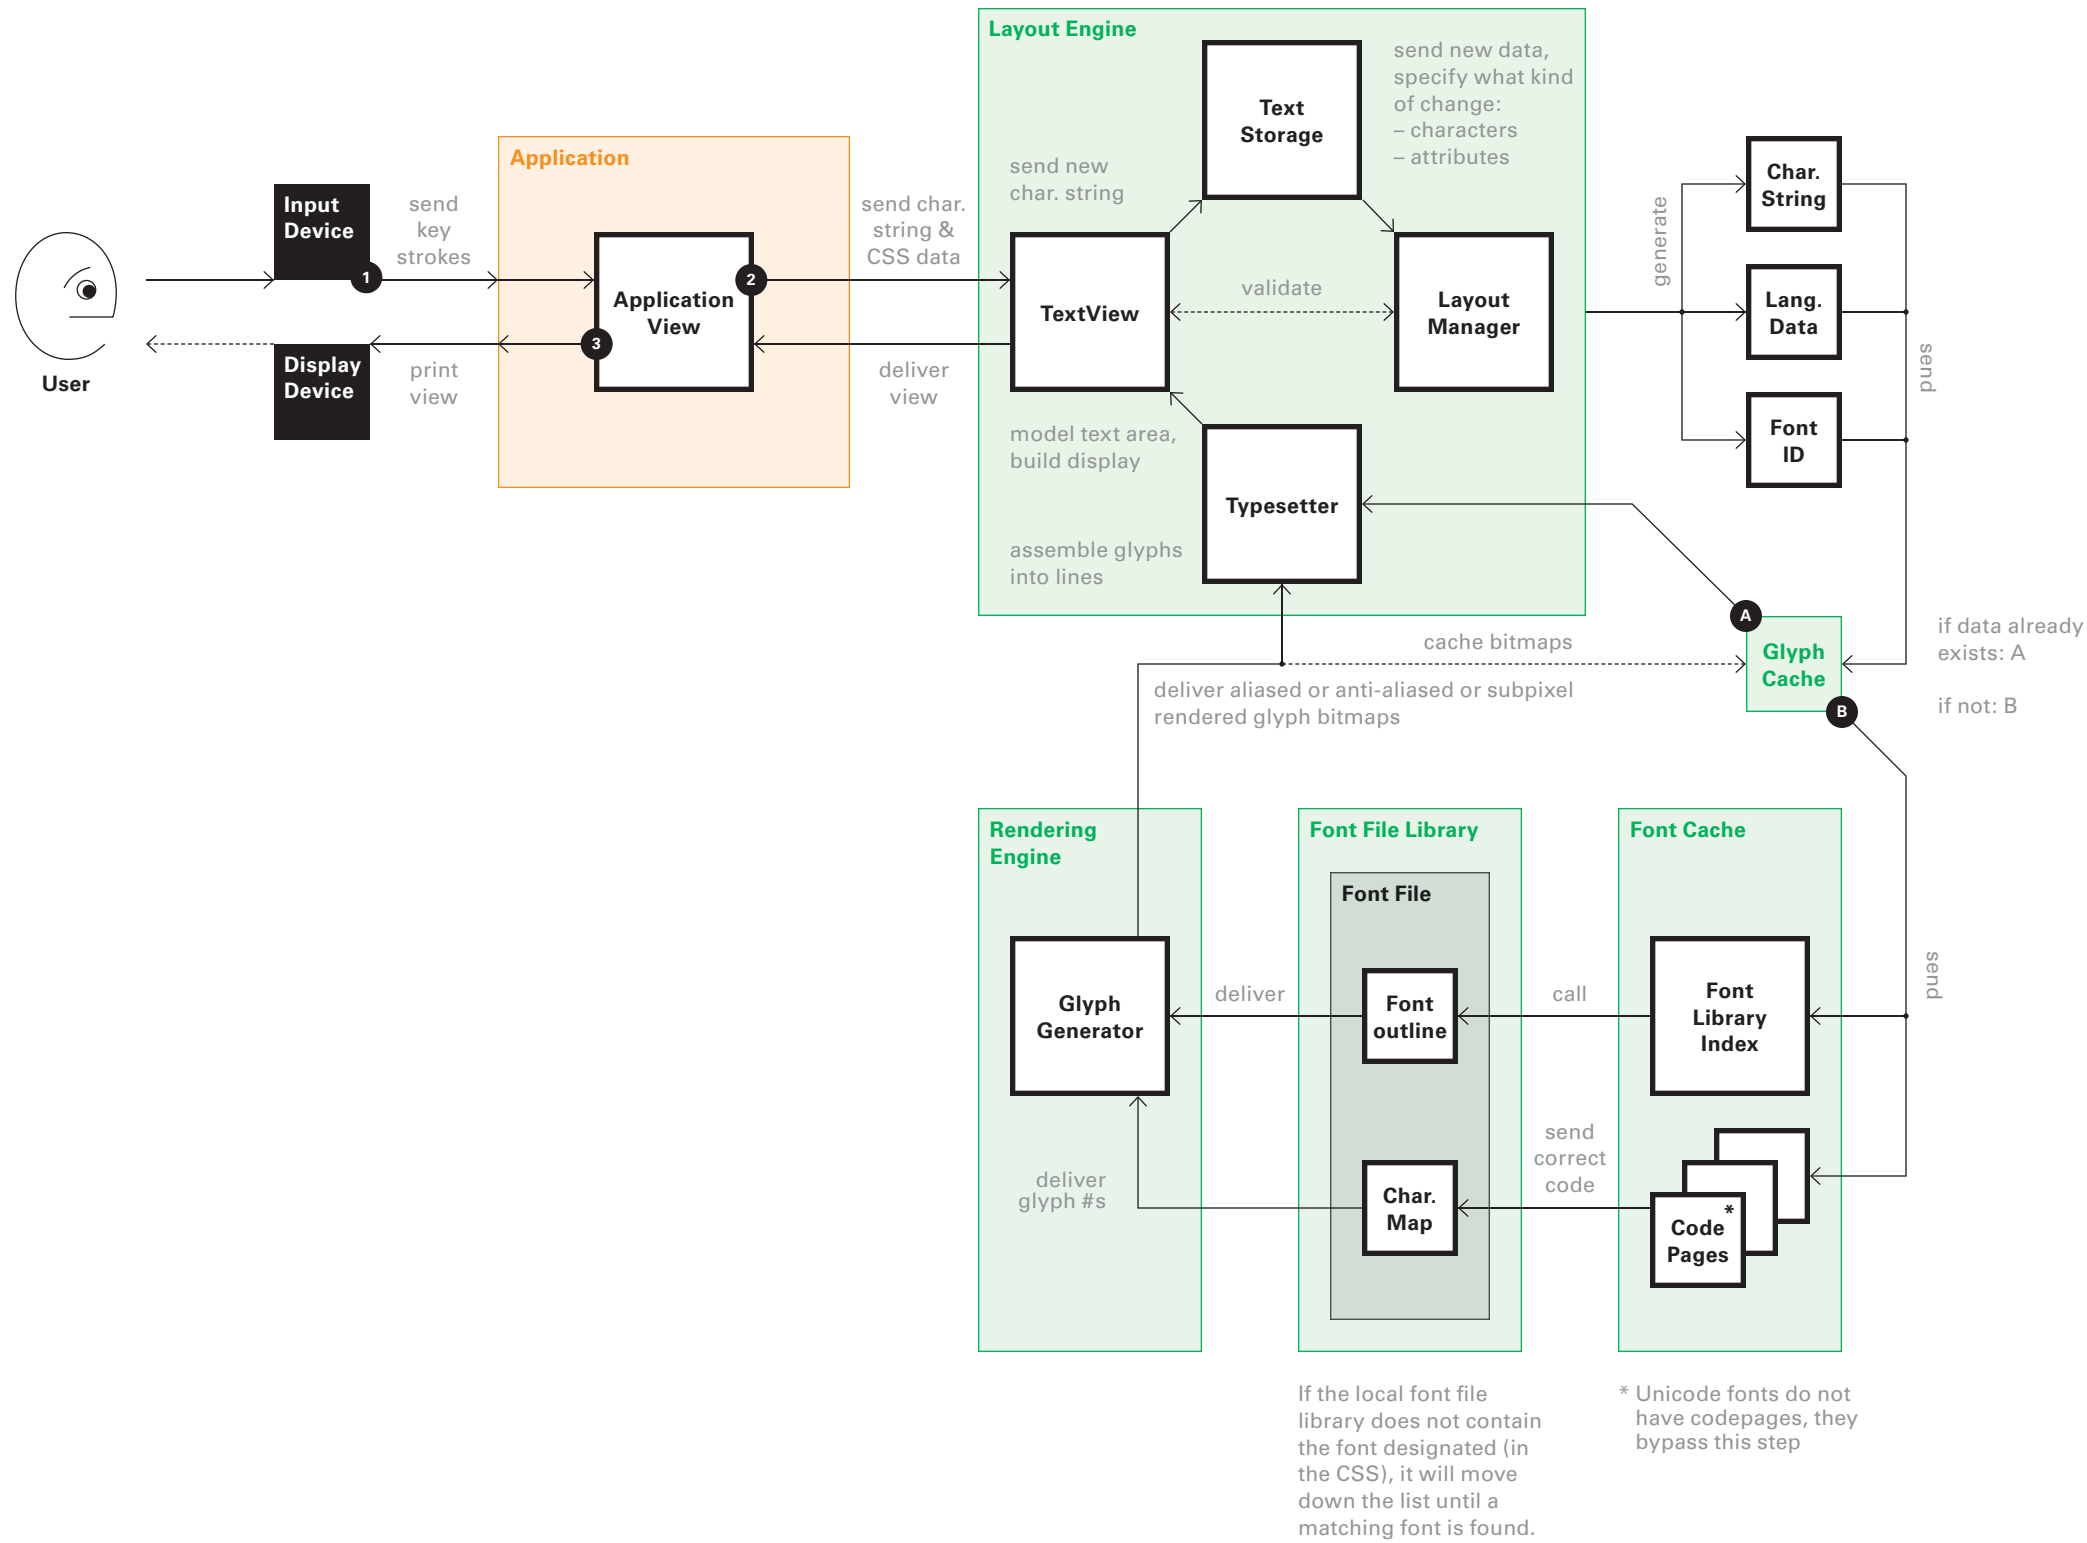 Layout Engine
Text
Storage
send new data,
specify what kind
of change:
– characters
– attributes
send new
char. string
Application
Input
Device
1
send
key
strokes
Application
View
2
3
send char.
string &
CSS data
TextView
validate
Layout
Manager
generate
Char.
String
Lang.
Data
Font
ID
send
User
Display
Device
print
view
deliver
view
model text area,
build display
Typesetter
assemble glyphs
into lines
cache bitmaps
deliver aliased or anti-aliased or subpixel
rendered glyph bitmaps
A
Glyph
Cache
B
if data already
exists: A
if not: B
Rendering
Engine
Font File Library
Font Cache
Font File
Glyph
Generator
deliver
Font
outline
call
Font
Library
Index
send
deliver
glyph #s
Char.
Map
send
correct
code
*
Code
Pages
If the local font file
library does not contain
the font designated (in
the CSS), it will move
down the list until a
matching font is found.
* Unicode fonts do not
have codepages, they
bypass this step